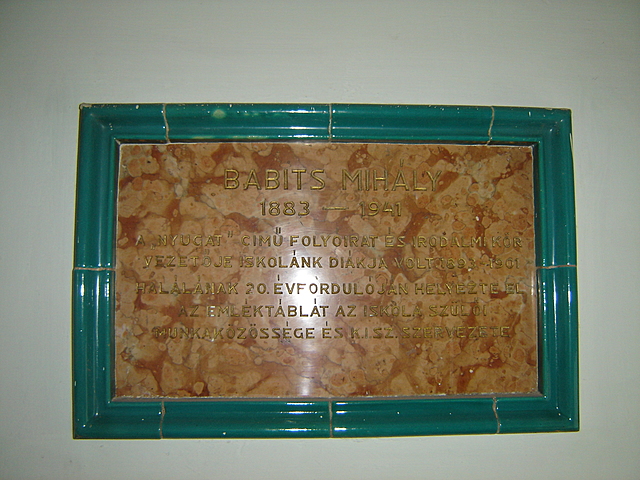 BABITS MIHÁLY
1883 — 1941
A „NYUGAT" CIMŰ FOLYÓIRAT ÉS IRODALMI KÖR
VEZETŐJE ISKOLÁNK DIÁKJA VOLT 1893-1901
HALÁLÁNAK 20. ÉVFORDULÓJÁN HELYEZTE EL
AZ EMLÉKTÁBLÁT AZ ISKOLA SZÜLŐI
MUNKAKÖZÖSSÉGE ÉS K.I.SZ. SZERVEZETE